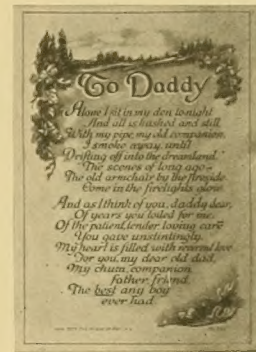 To Daddy
Alone I sit in my den tonight
And all is hushed and still,
With my pipe, my old companion,
I smoke away, until
Drifting off into the dreamland
The scenes of long ago -
The old armchair by the fireside
Come in the firelights glow.
And as I think of you, daddy dear,
Of years you toiled for me,
Of the patient, tender loving care
You gave unstintingly,
My heart is filled with reverend love
For you, my dear old dad,
My chum, companion,
father, friend,
The best any boy
ever had.